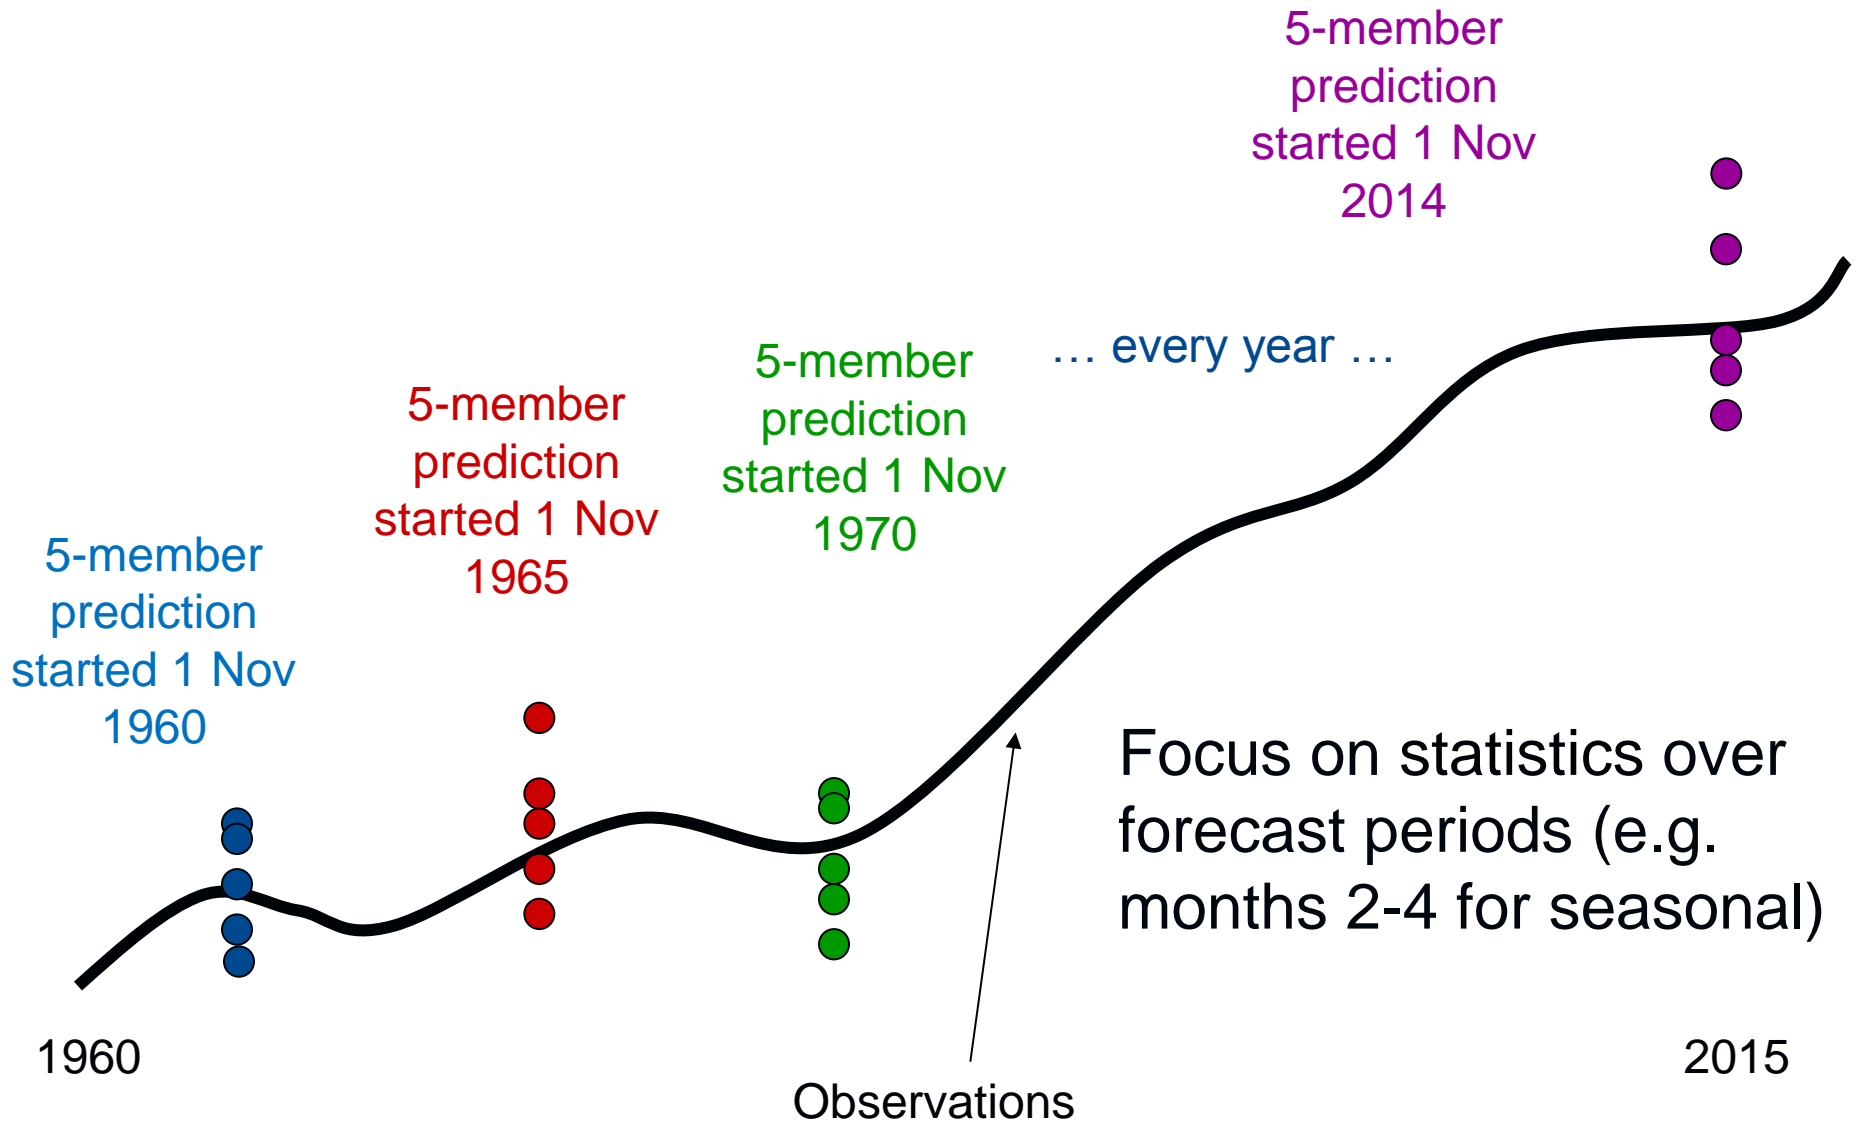 5-member
prediction
started 1 Nov
2014
… every year …
5-member
prediction
started 1 Nov
1970
5-member
prediction
started 1 Nov
1965
5-member
prediction
started 1 Nov
1960
Focus on statistics over
forecast periods (e.g.
months 2-4 for seasonal)
1960
2015
Observations